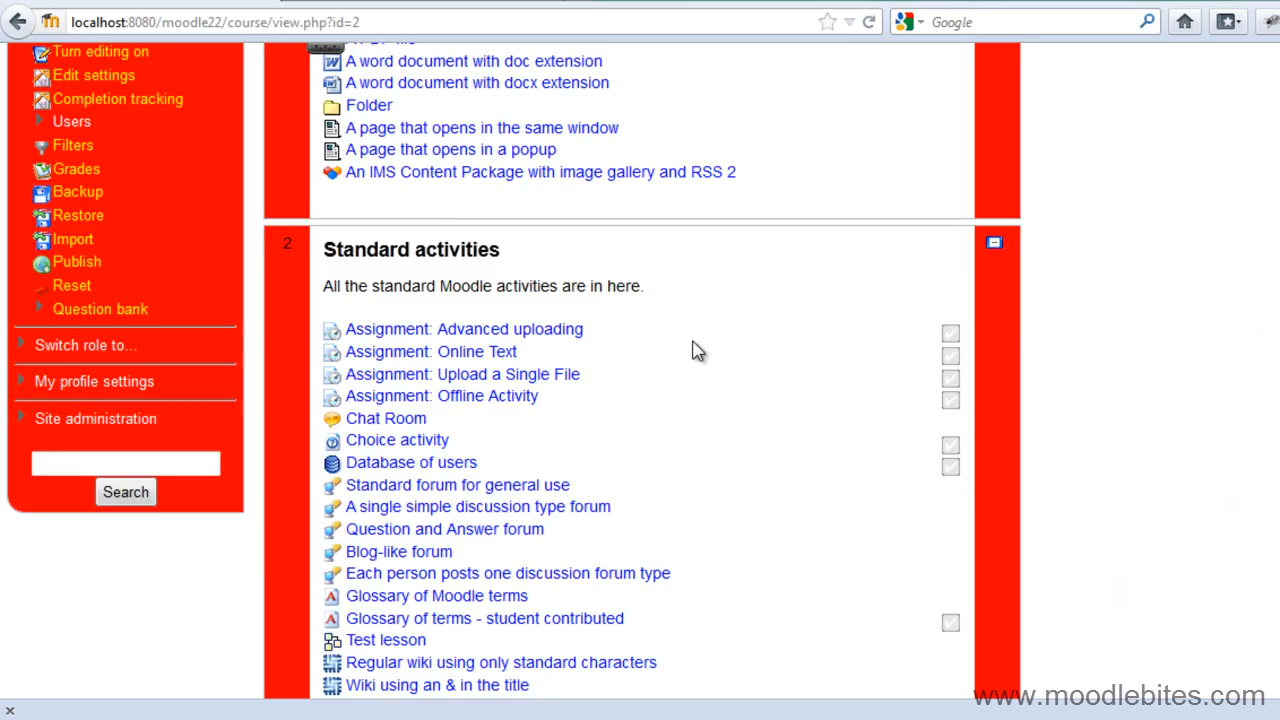 localhost:8080/moodle22/course/view.php?id=2
Google
Turn editing on
Edit settings
Completion tracking
Users
Filters
Grades
Backup
Restore
Import
Publish
Reset
Question bank
Switch role to...
My profile settings
Site administration
Search
A word document with doc extension
A word document with docx extension
Folder
A page that opens in the same window
A page that opens in a popup
An IMS Content Package with image gallery and RSS 2
2
Standard activities
All the standard Moodle activities are in here.
Assignment: Advanced uploading
Assignment: Online Text
Assignment: Upload a Single File
Assignment: Offline Activity
Chat Room
Choice activity
Database of users
Standard forum for general use
A single simple discussion type forum
Question and Answer forum
Blog-like forum
Each person posts one discussion forum type
Glossary of Moodle terms
Glossary of terms - student contributed
Test lesson
Regular wiki using only standard characters
Wiki using an & in the title
www.moodlebites.com